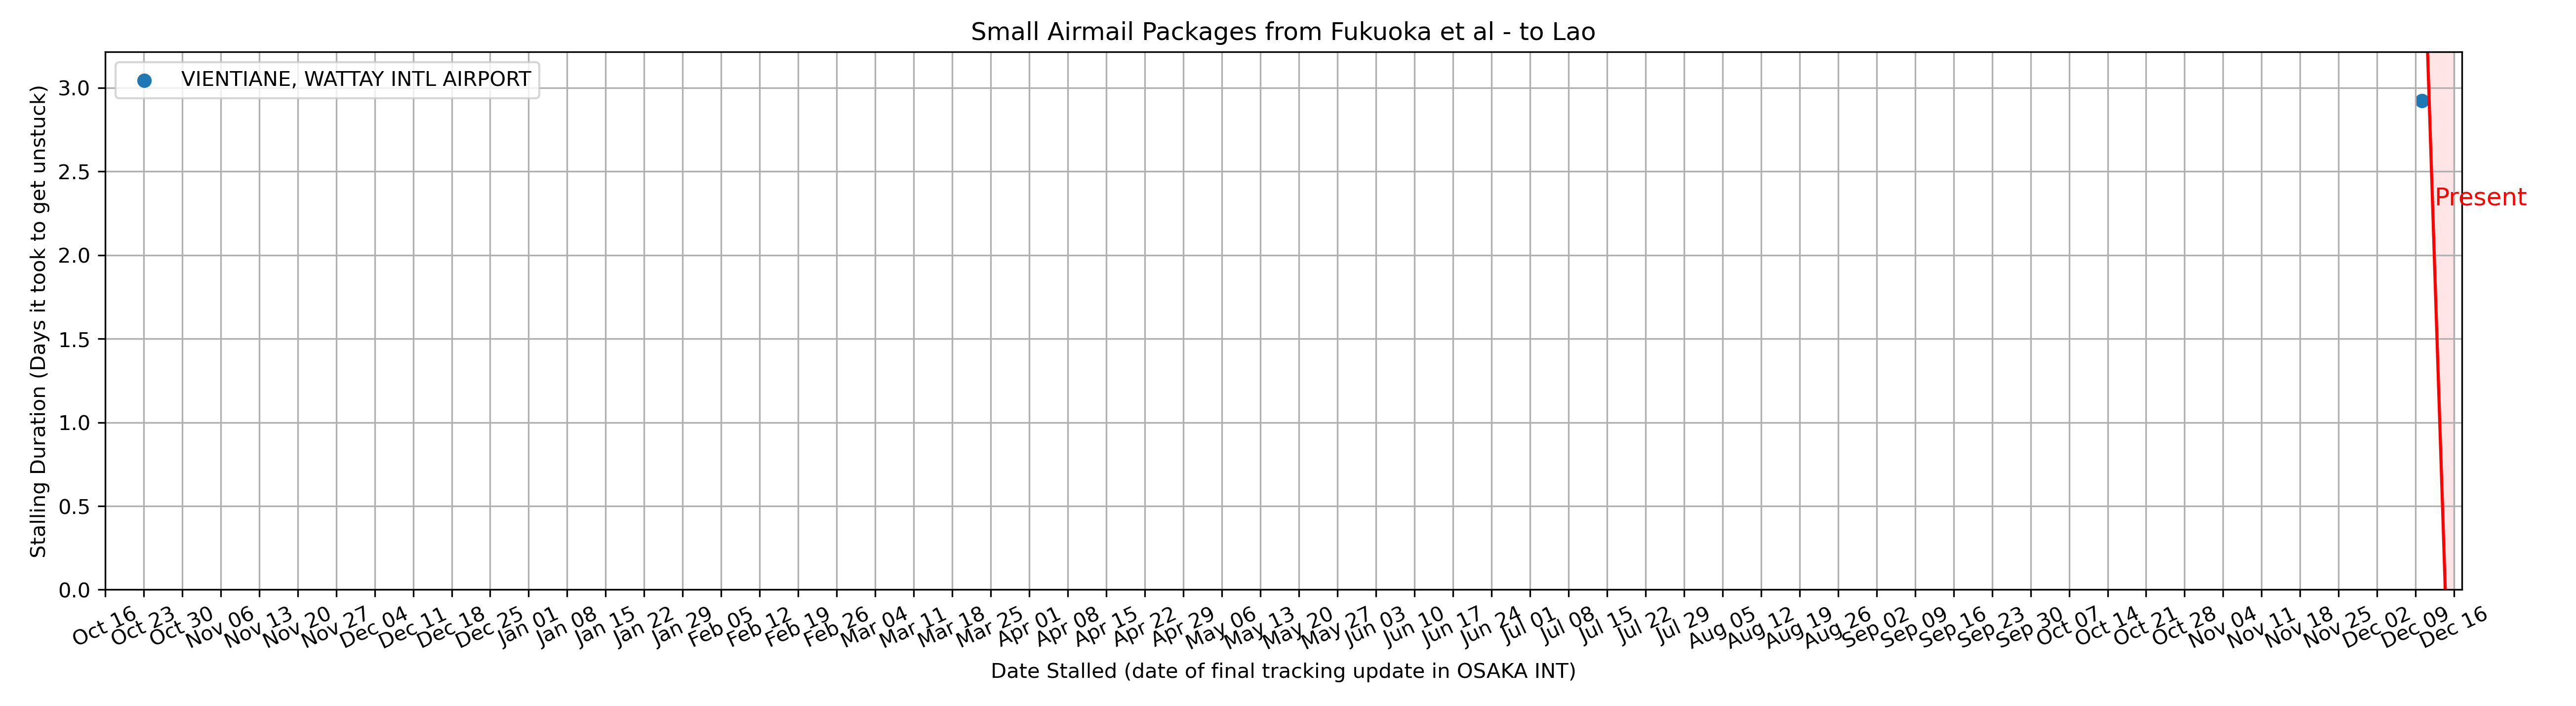 Small Airmail Packages from Fukuoka et al - to Lao
VIENTIANE, WATTAY INTL AIRPORT
Stalling Duration (Days it took to get unstuck)
3.0
2.5
2.0
1.5
1.0
0.5
0.0
Present
Oct 16
Oct 23
Oct 30
Nov 06
Nov 13
Nov 20
Nov 27
Dec 04
Dec 11
Dec 18
Dec 25
Jan 01
Jan 08
Jan 15
Jan 22
Jan 29
Feb 05
Feb 12
Feb 19
Feb 26
Mar 04
Mar 11
Mar 18
Mar 25
Apr 01
Apr 08
Apr 15
Apr 22
Apr 29
May 06
May 13
May 20
May 27
Jun 03
Jun 10
Jun 17
Jun 24
Jul 01
Jul 08
Jul 15
Jul 22
Jul 29
Aug 05
Aug 12
Aug 19
Aug 26
Sep 02
Sep 09
Sep 16
Sep 23
Sep 30
Oct 07
Oct 14
Oct 21
Oct 28
Nov 04
Nov 11
Nov 18
Nov 25
Dec 02
Dec 09
Dec 16
Date Stalled (date of final tracking update in OSAKA INT)